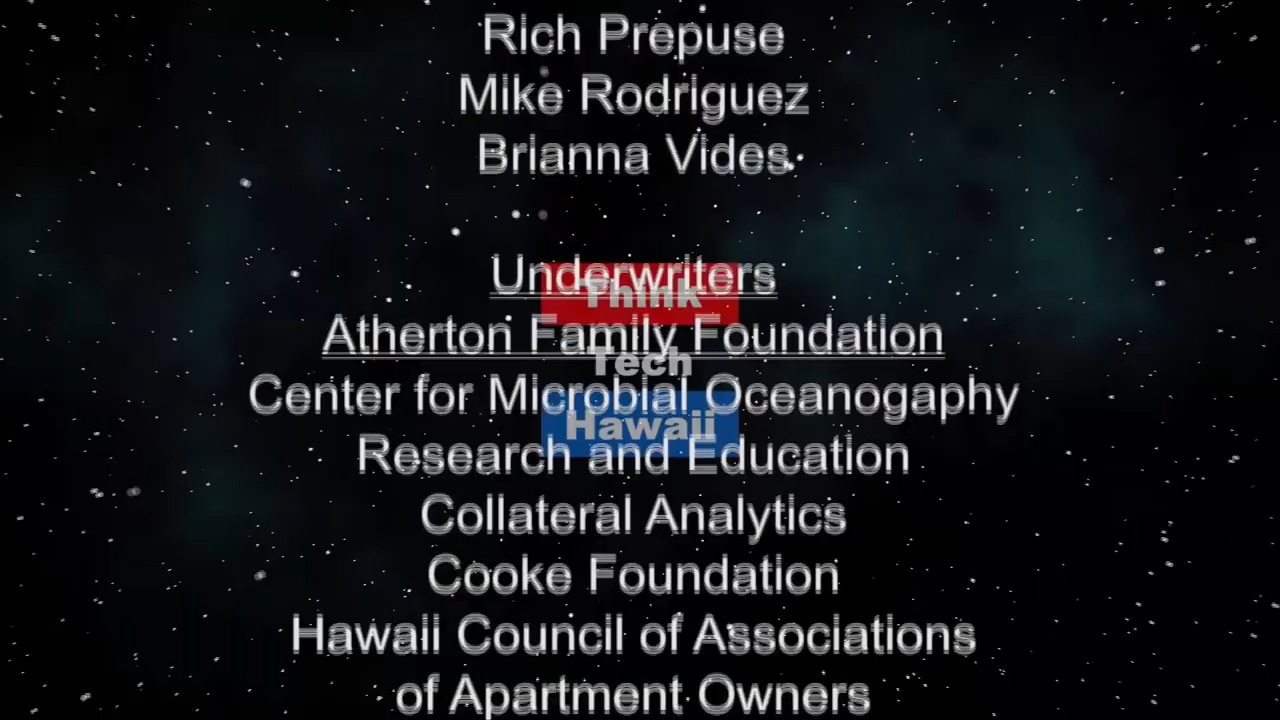 Rich Prepuse
Mike Rodriguez
Brianna Vides
Underwriters
Think
Atherton Family Foundation
Tech
Center for Microbial Oceanogaphy
Hawaii
Research and Education
Collateral Analytics
Cooke Foundation
Hawaii Council of Associations
of Apartment Owners